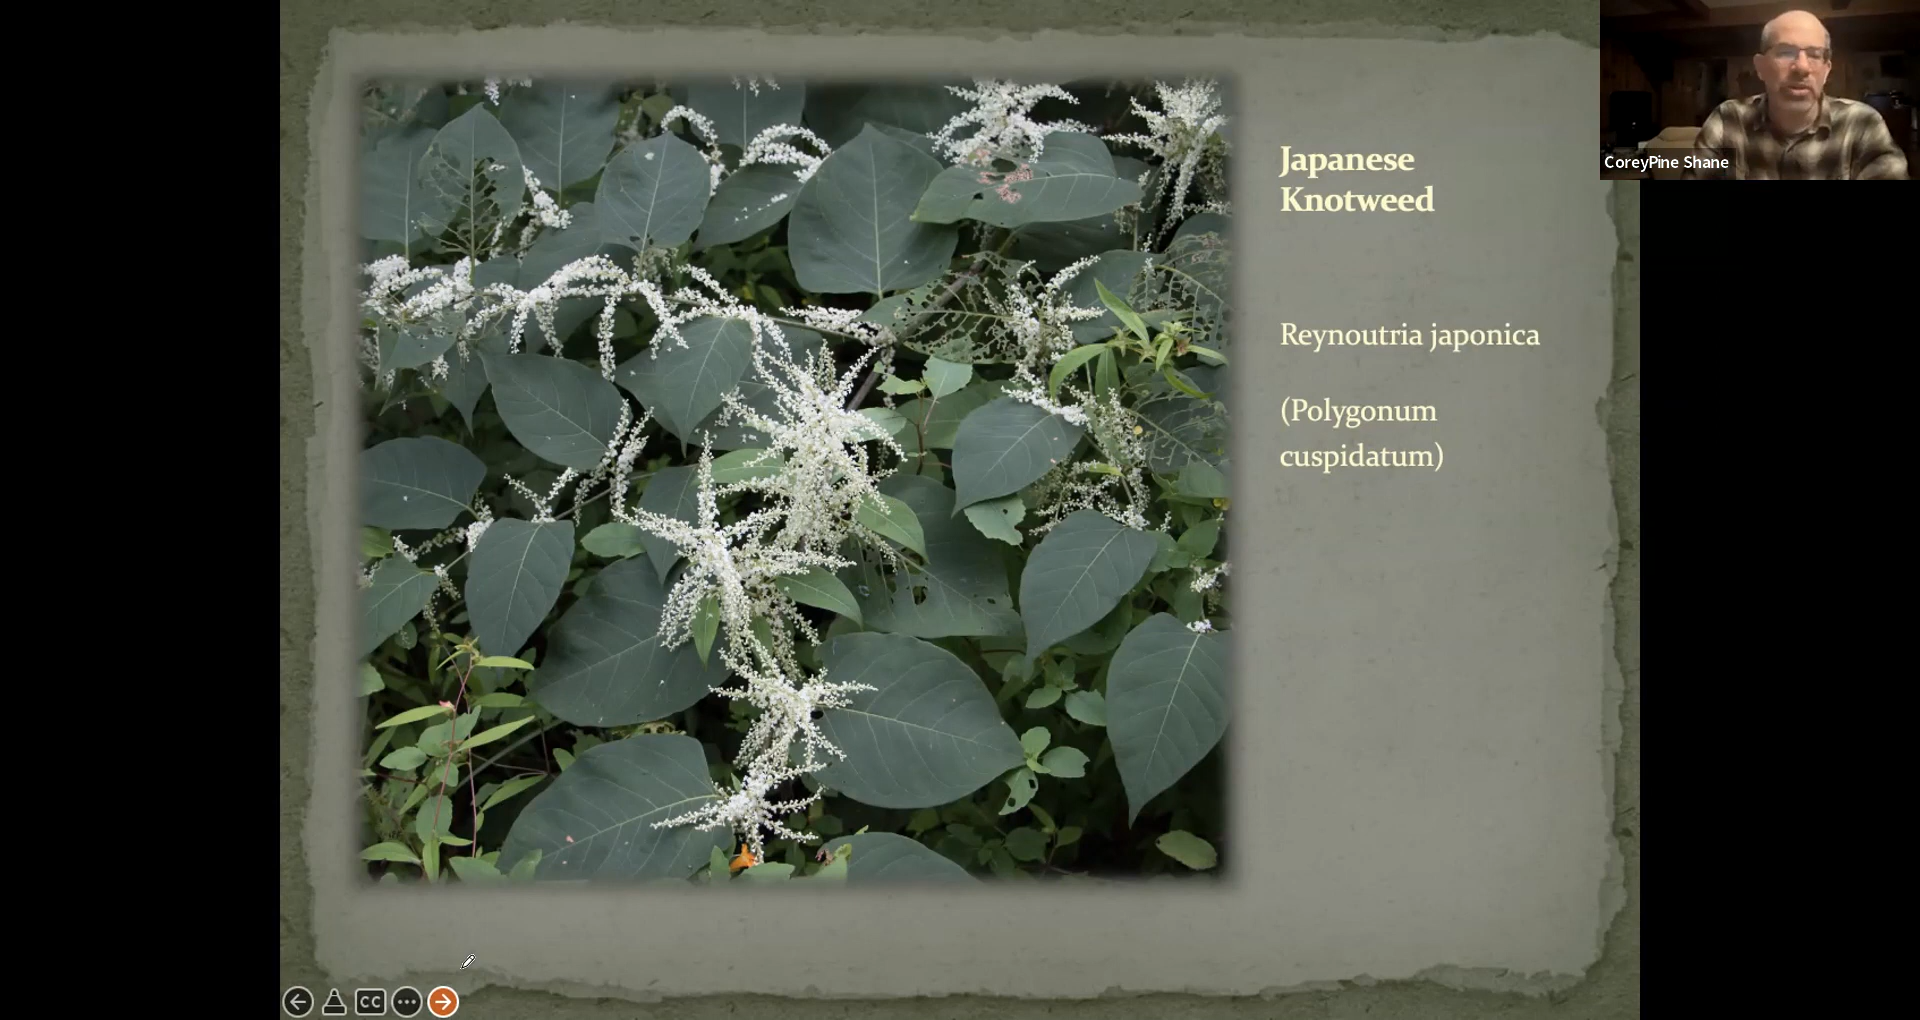 Japanese
Knotweed
Reynoutria japonica
(Polygonum
cuspidatum)
CoreyPine Shane
CC